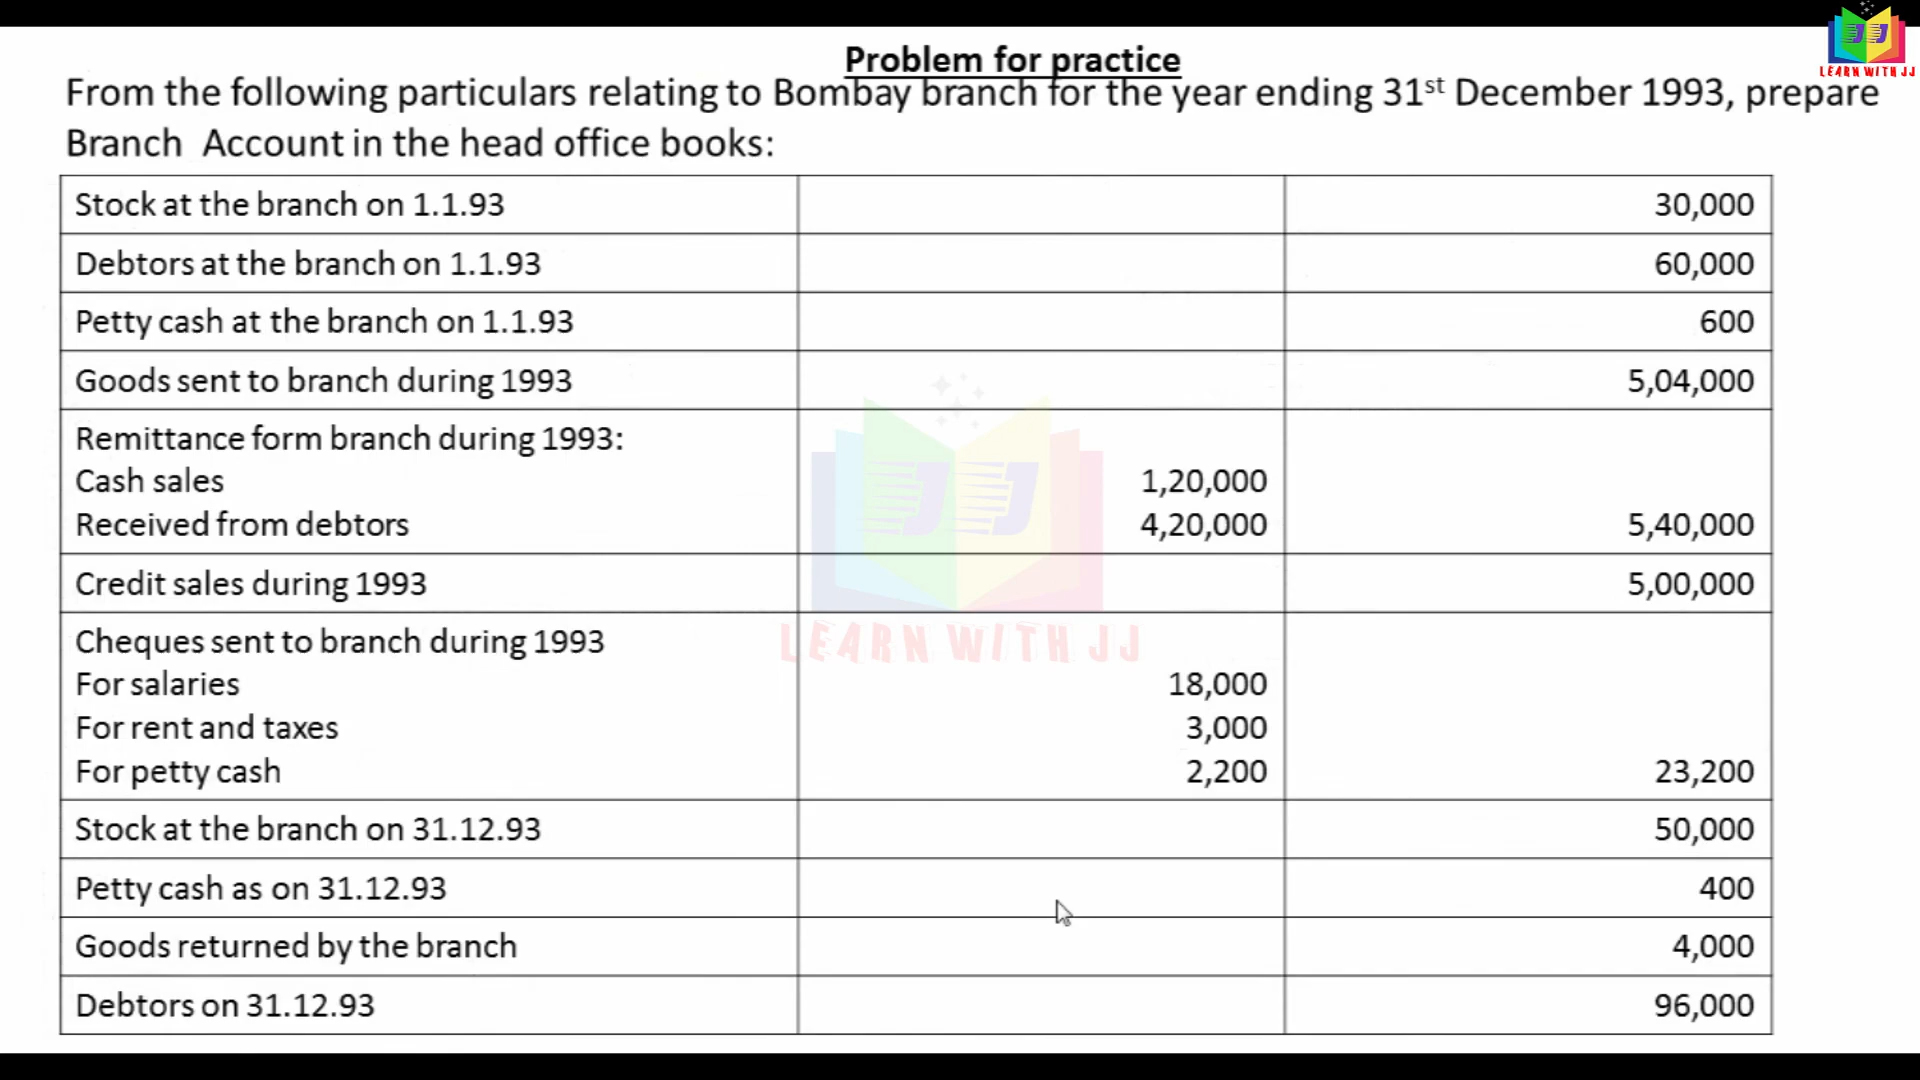 Problem for practice
LEARN WITH JJ
From the following particulars relating to Bombay branch for the year ending 31st December 1993, prepare
Branch Account in the head office books:
Stock at the branch on 1.1.93 30,000
Debtors at the branch on 1.1.93 60,000
Petty cash at the branch on 1.1.93 600
Goods sent to branch during 1993 5,04,000
Remittance form branch during 1993:
Cash sales 1,20,000
Received from debtors 4,20,000 5,40,000
Credit sales during 1993 5,00,000
Cheques sent to branch during 1993
LEARN WITH JJ
For salaries 18,000
For rent and taxes 3,000
For petty cash 2,200 23,200
Stock at the branch on 31.12.93 50,000
Petty cash as on 31.12.93 400
Goods returned by the branch 4,000
Debtors on 31.12.93 96,000